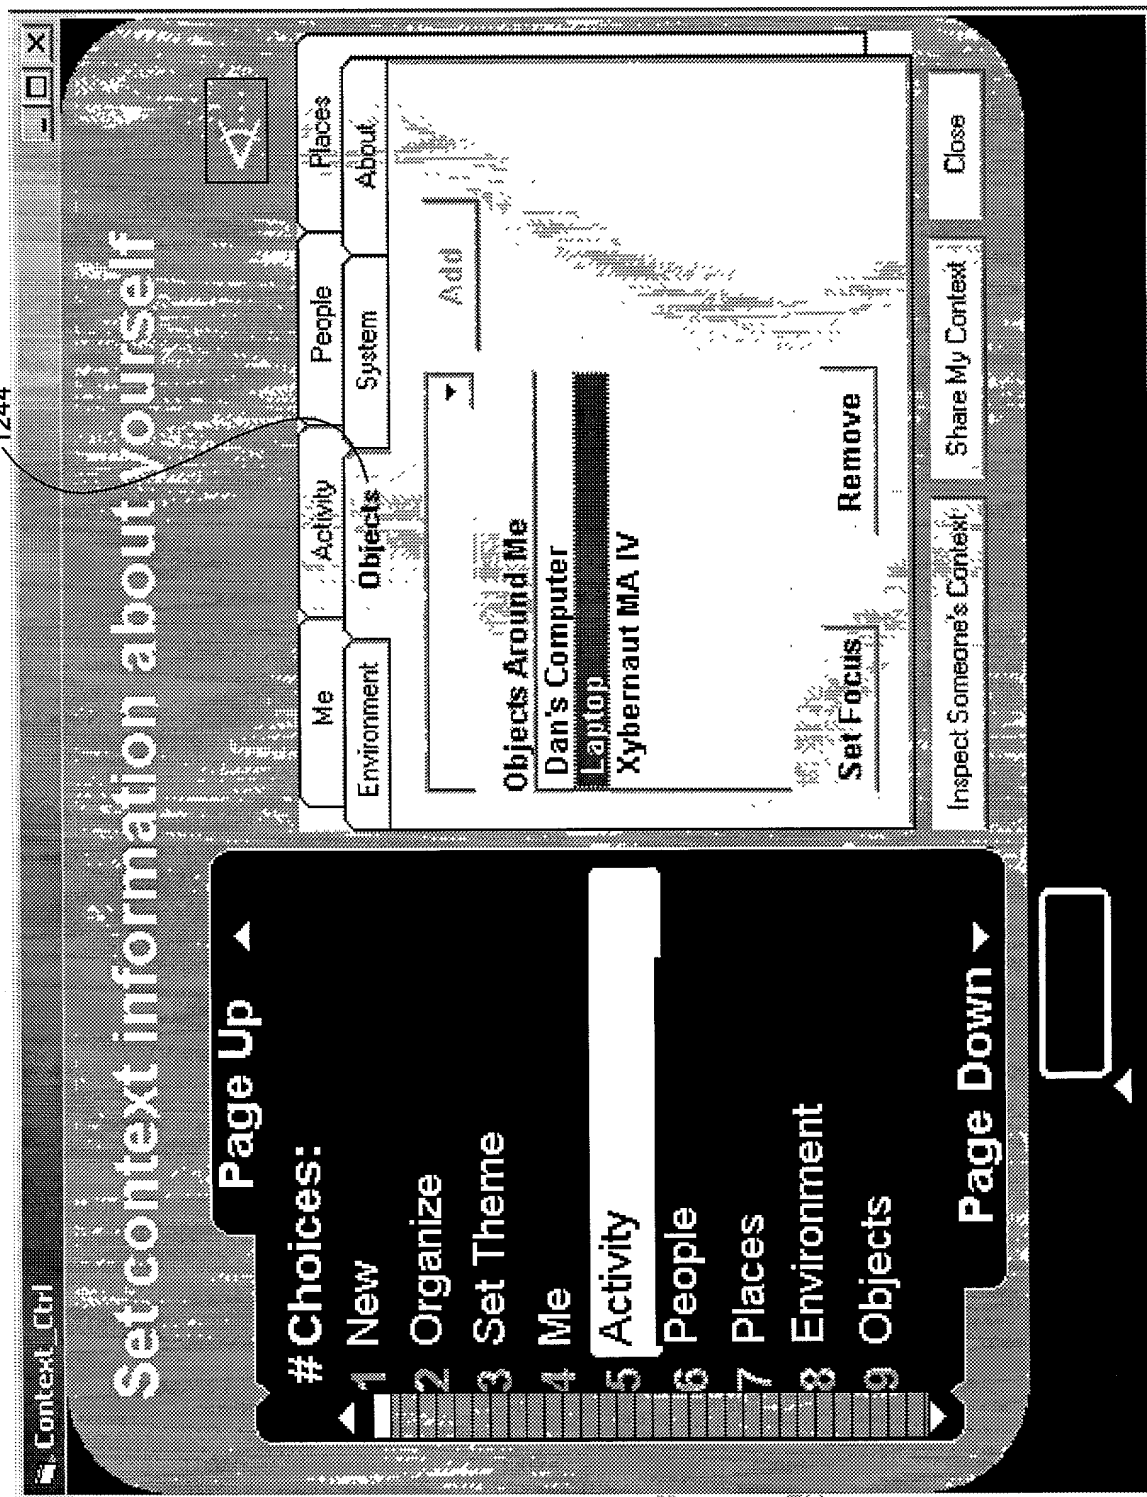 1244
Context_Ctrl
Set context information about yourself
Page Up
# Choices:
1 New
2 Organize
3 Set Theme
4 Me
5 Activity
6 People
7 Places
8 Environment
9 Objects
Page Down
Me Activity People Places
Environment Objects System About
Add
Objects Around Me
Dan's Computer
Laptop
Xybernaut MA IV
Set Focus Remove
Inspect Someone's Context Share My Context Close